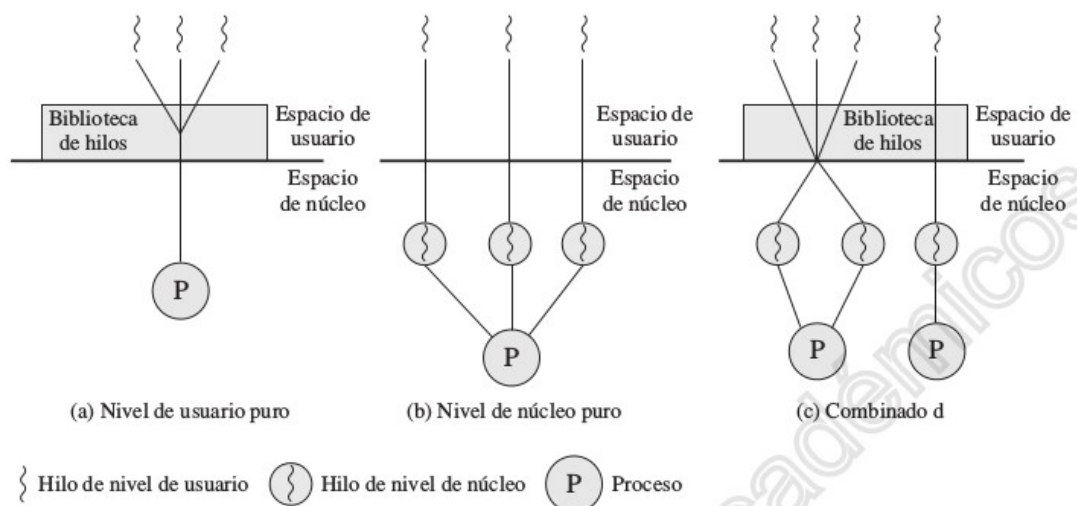 Biblioteca
de hilos
Espacio de
usuario
Espacio
de núcleo
P
(a) Nivel de usuario puro
Espacio de
usuario
Espacio
de núcleo
P
(b) Nivel de núcleo puro
Biblioteca
de hilos
Espacio de
usuario
Espacio
de núcleo
P
P
(c) Combinado d
Hilo de nivel de usuario
Hilo de nivel de núcleo
P Proceso
adémicos